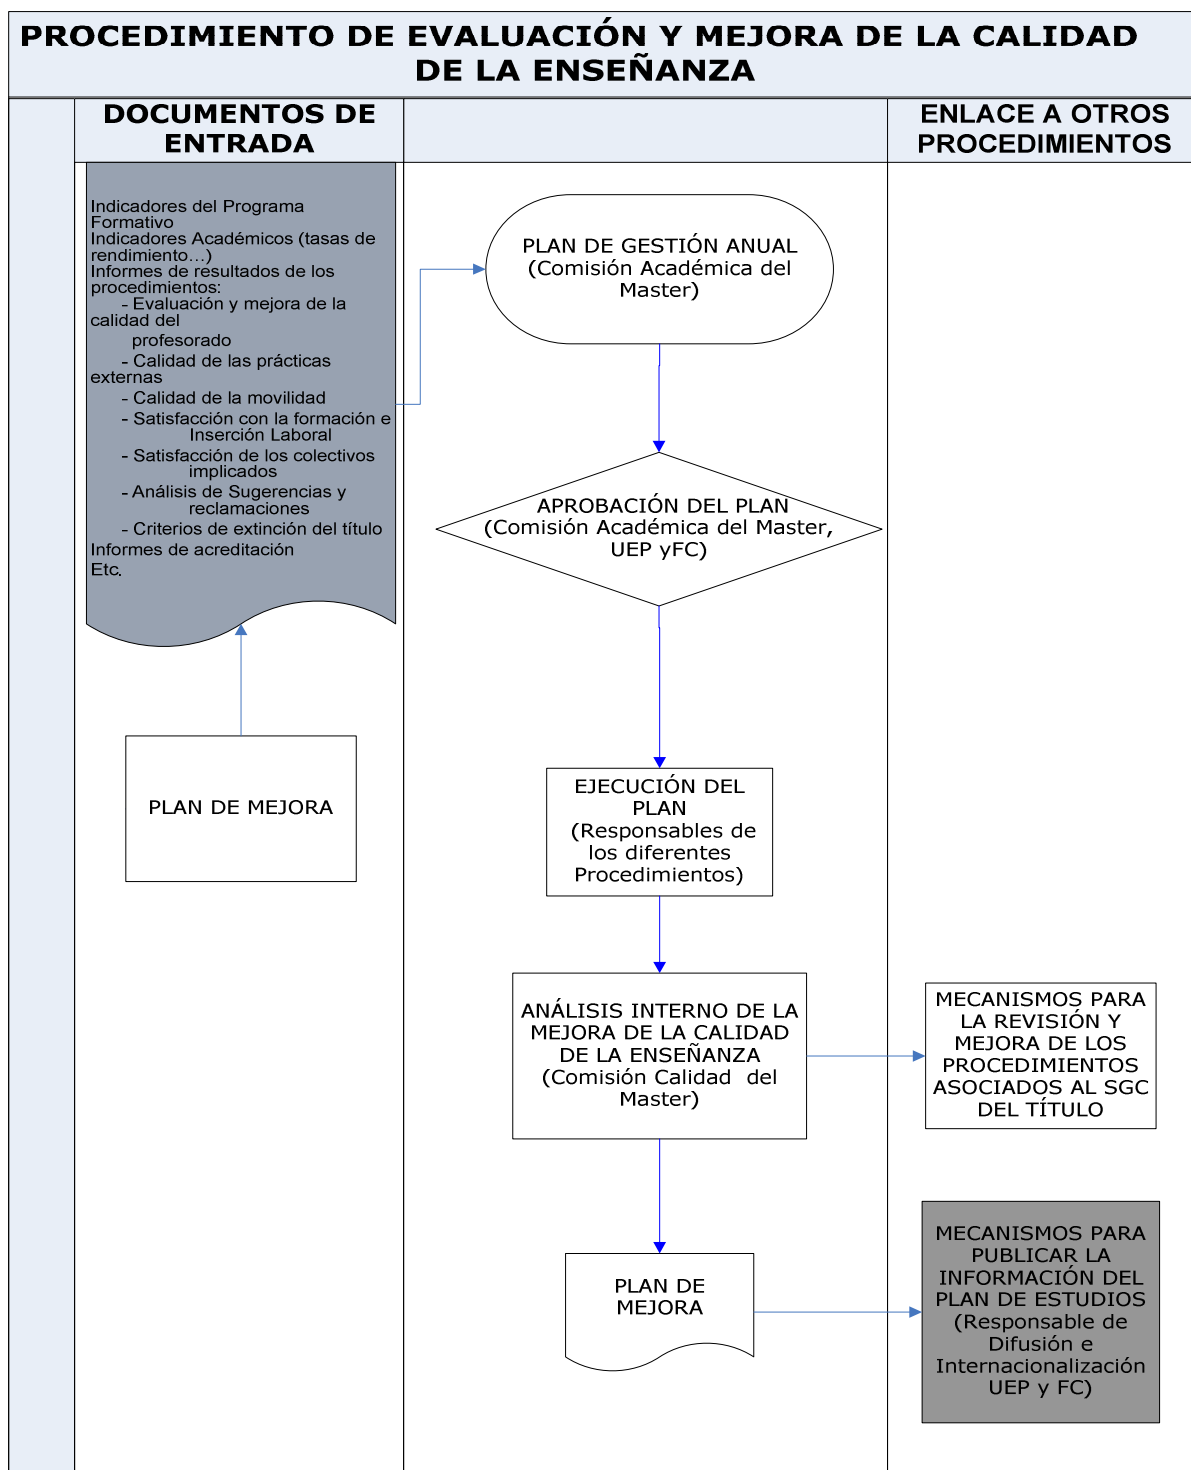 PROCEDIMIENTO DE EVALUACIÓN Y MEJORA DE LA CALIDAD
DE LA ENSEÑANZA
DOCUMENTOS DE
ENTRADA
ENLACE A OTROS
PROCEDIMIENTOS
Indicadores del Programa
Formativo
Indicadores Académicos (tasas de
rendimiento...)
Informes de resultados de los
procedimientos:
- Evaluación y mejora de la
calidad del
profesorado
- Calidad de las prácticas
externas
- Calidad de la movilidad
- Satisfacción con la formación e
Inserción Laboral
- Satisfacción de los colectivos
implicados
- Análisis de Sugerencias y
reclamaciones
- Criterios de extinción del título
Informes de acreditación
Etc.
PLAN DE MEJORA
PLAN DE GESTIÓN ANUAL
(Comisión Académica del
Master)
APROBACIÓN DEL PLAN
(Comisión Académica del Master,
UEP yFC)
EJECUCIÓN DEL
PLAN
(Responsables de
los diferentes
Procedimientos)
ANÁLISIS INTERNO DE LA
MEJORA DE LA CALIDAD
DE LA ENSEÑANZA
(Comisión Calidad del
Master)
PLAN DE
MEJORA
MECANISMOS PARA
LA REVISIÓN Y
MEJORA DE LOS
PROCEDIMIENTOS
ASOCIADOS AL SGC
DEL TÍTULO
MECANISMOS PARA
PUBLICAR LA
INFORMACIÓN DEL
PLAN DE ESTUDIOS
(Responsable de
Difusión e
Internacionalización
UEP y FC)